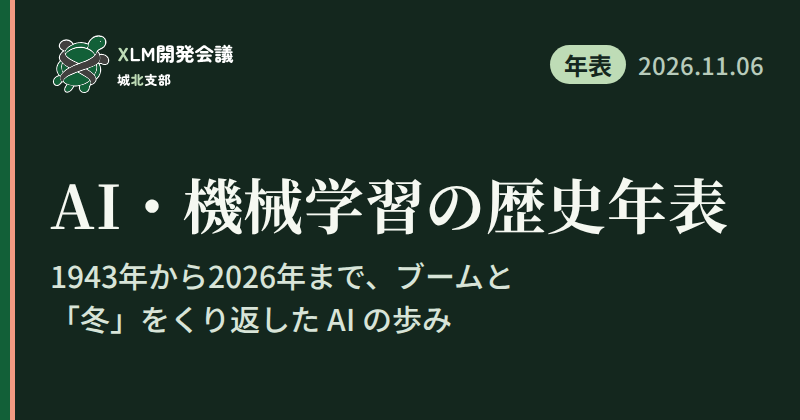 XLM開発会議
城北支部
年表 2026.11.06
AI・機械学習の歴史年表
1943年から2026年まで、ブームと
「冬」をくり返した AI の歩み